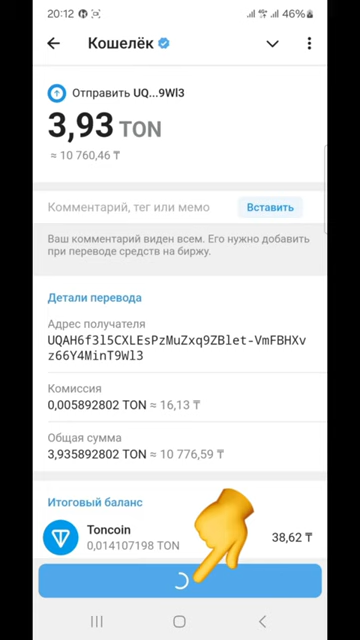 20:12 46%
Кошелёк
Отправить UQ...9Wl3
3,93 TON
≈ 10 760,46 ₸
Комментарий, тег или мемо Вставить
Ваш комментарий виден всем. Его нужно добавить
при переводе средств на биржу.
Детали перевода
Адрес получателя
UQAH6f3l5CXLEsPzMuZxq9ZBlet-VmFBHXv
z66Y4MinT9Wl3
Комиссия
0,005892802 TON ≈ 16,13 ₸
Общая сумма
3,935892802 TON ≈ 10 776,59 ₸
Итоговый баланс
Toncoin
0,014107198 TON
38,62 ₸